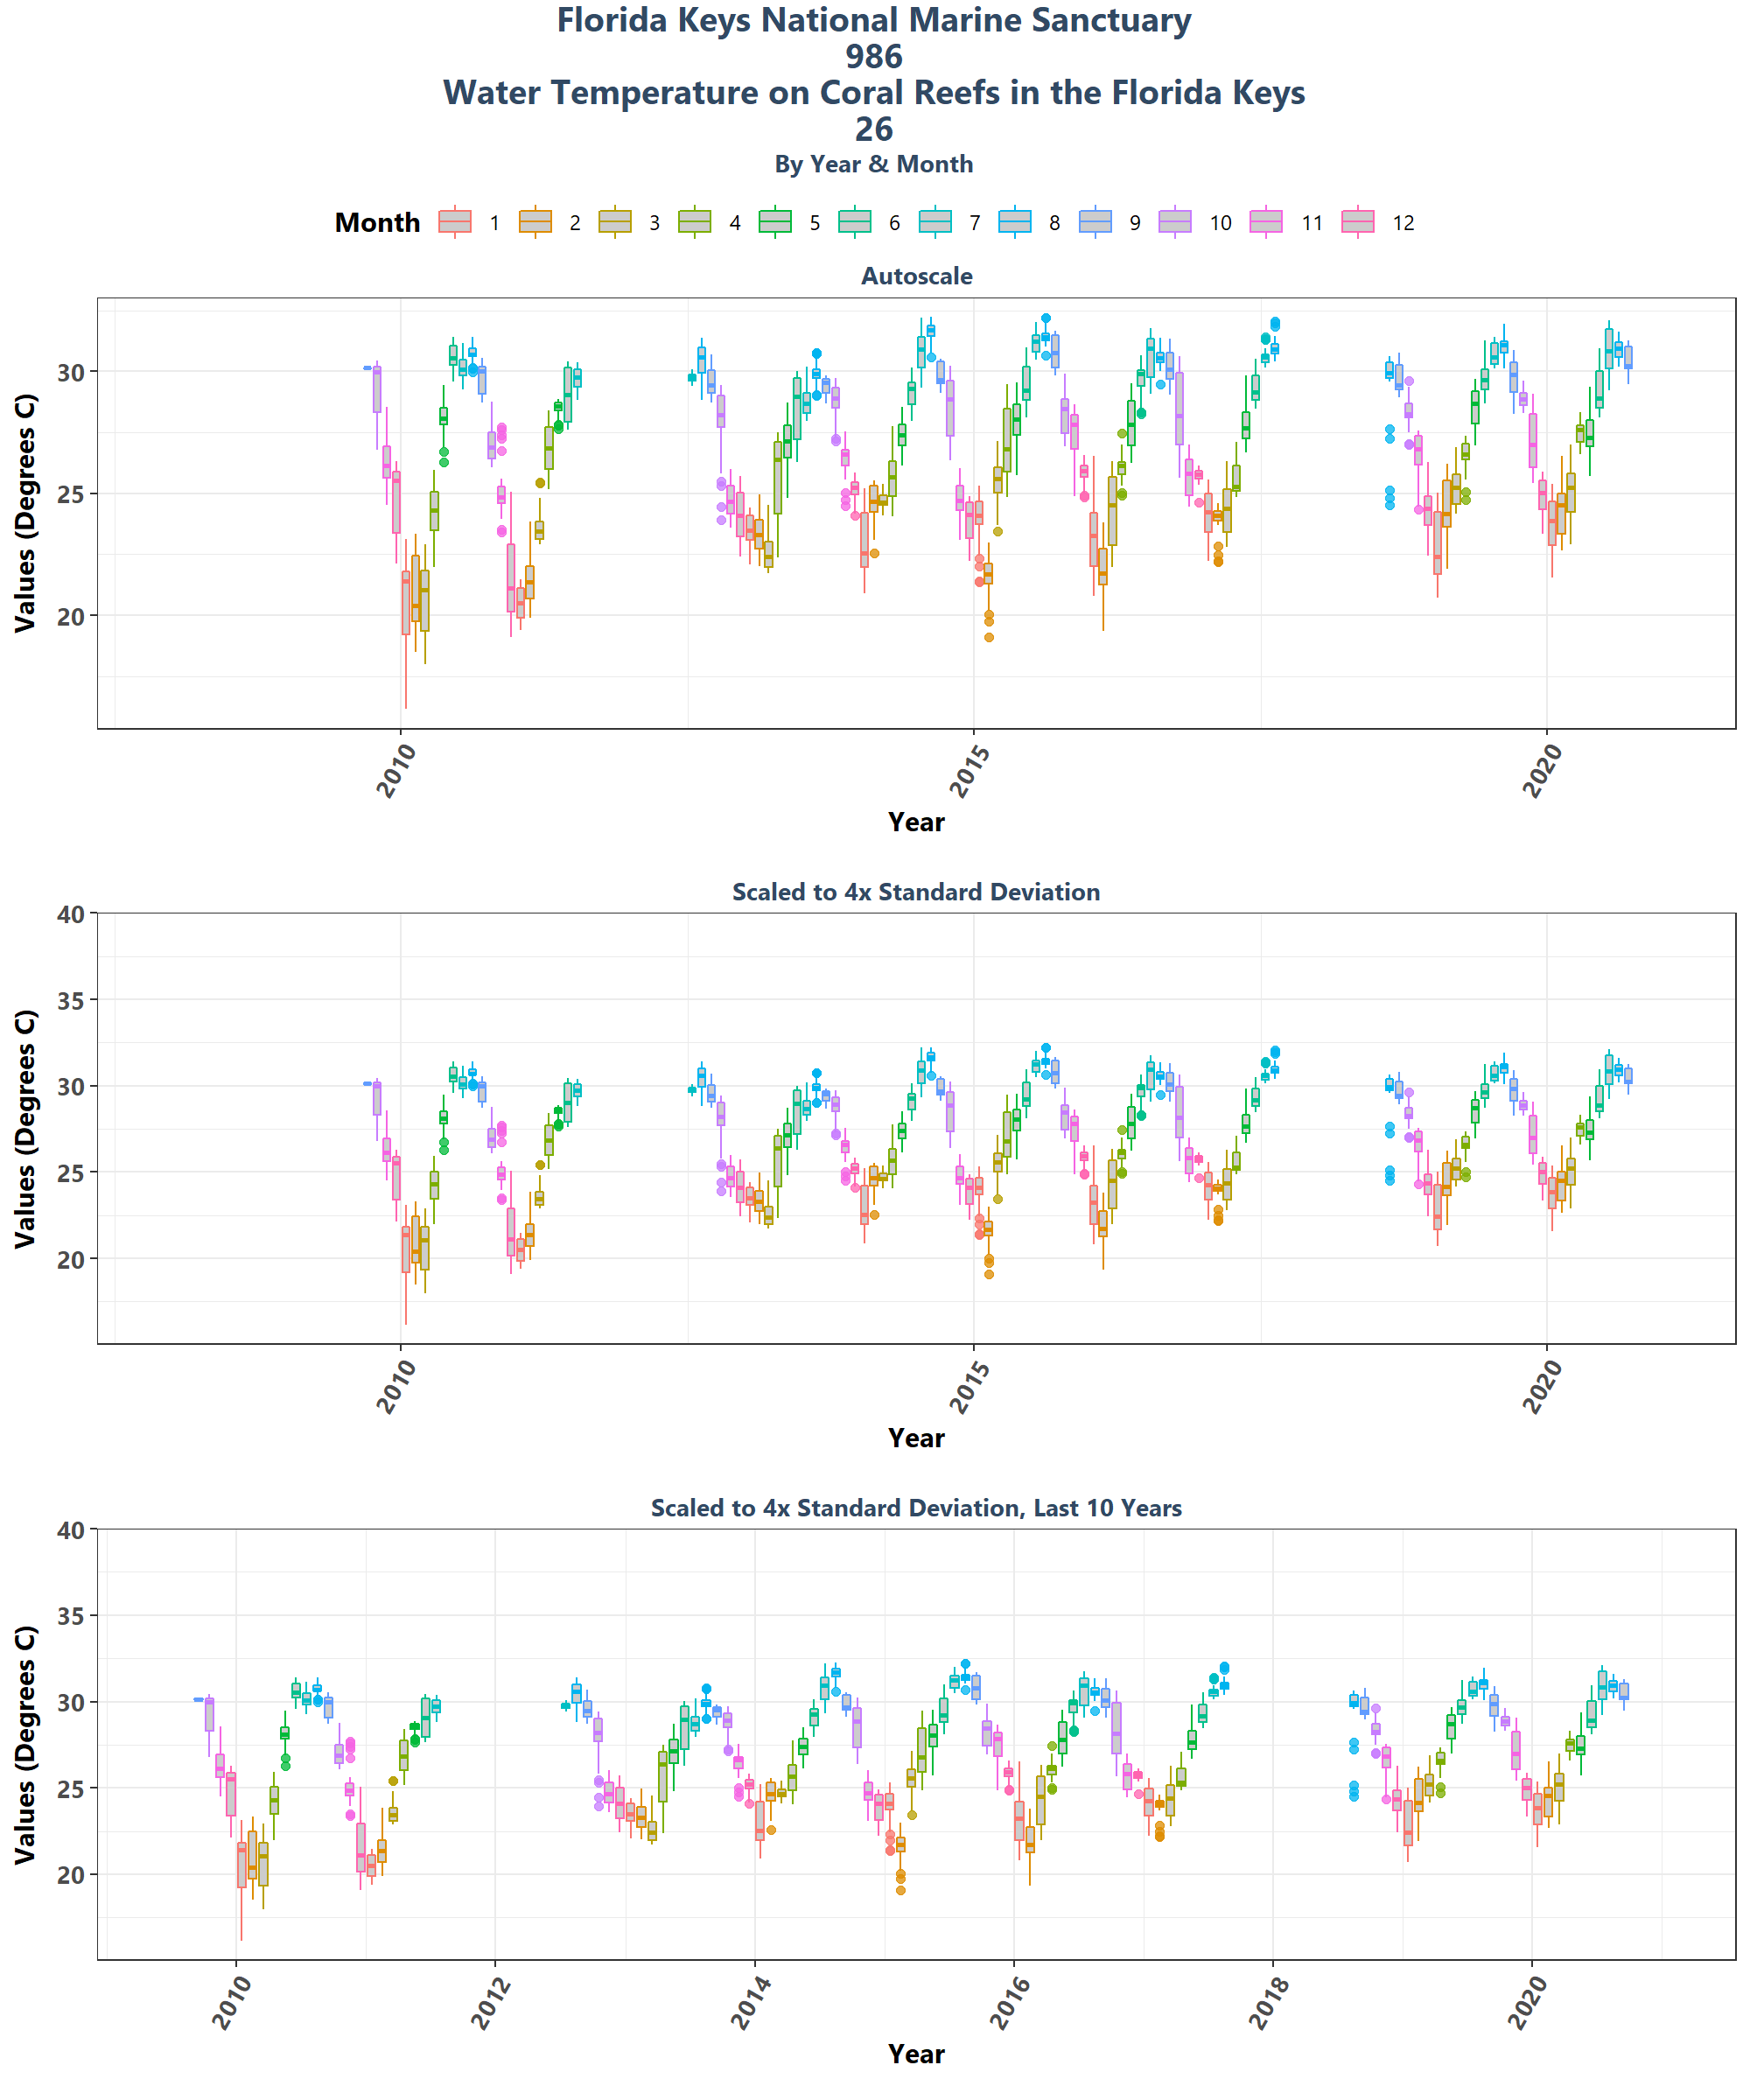 Florida Keys National Marine Sanctuary
986
Water Temperature on Coral Reefs in the Florida Keys
26
By Year & Month
Month 1 2 3 4 5 6 7 8 9 10 11 12
Autoscale
Values (Degrees C)
30
25
20
2010 2015 2020
Year
Scaled to 4x Standard Deviation
Values (Degrees C)
40
35
30
25
20
2010 2015 2020
Year
Scaled to 4x Standard Deviation, Last 10 Years
Values (Degrees C)
40
35
30
25
20
2010 2012 2014 2016 2018 2020
Year